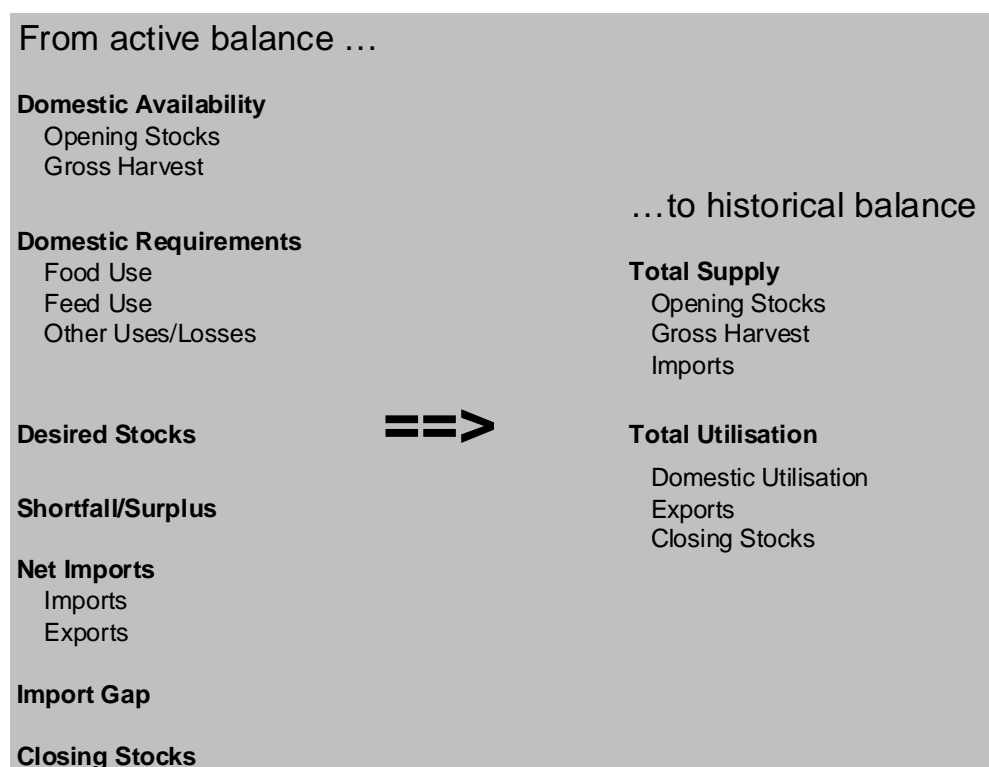 From active balance …
Domestic Availability
Opening Stocks
Gross Harvest
Domestic Requirements
Food Use
Feed Use
Other Uses/Losses
Desired Stocks
Shortfall/Surplus
Net Imports
Imports
Exports
Import Gap
Closing Stocks
==>
…to historical balance
Total Supply
Opening Stocks
Gross Harvest
Imports
Total Utilisation
Domestic Utilisation
Exports
Closing Stocks